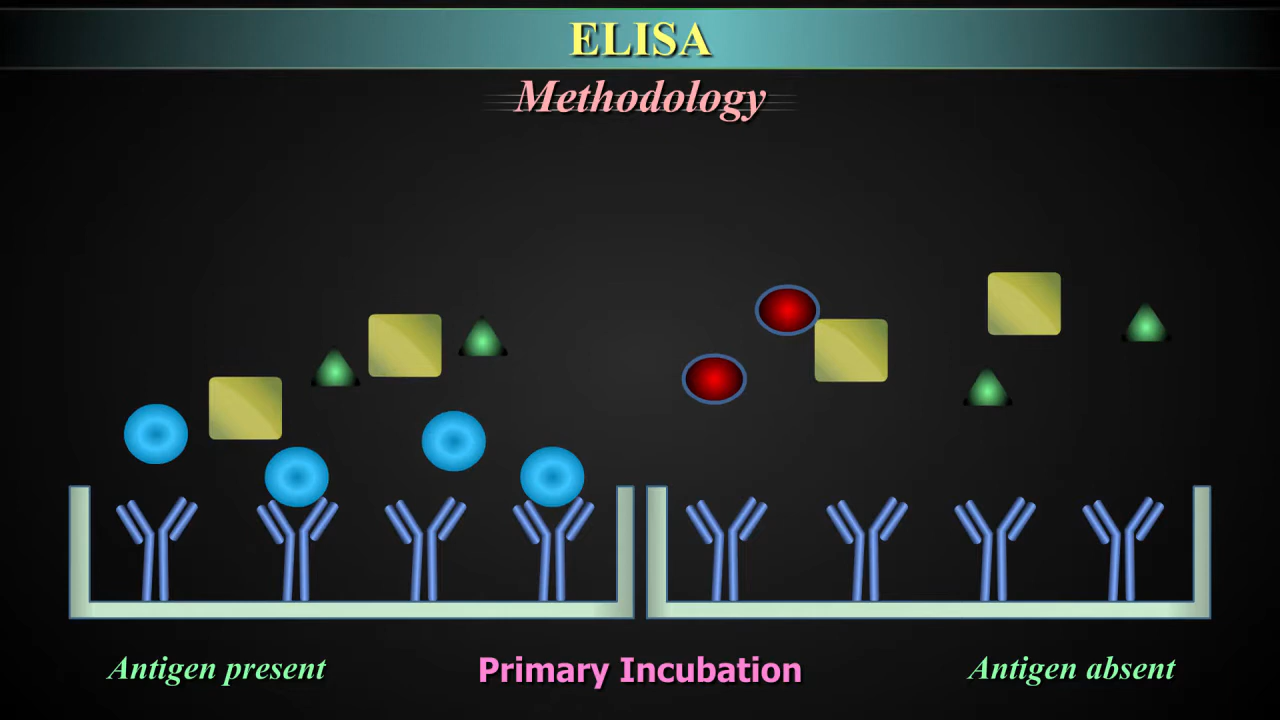 ELISA
Methodology
Antigen present
Primary Incubation
Antigen absent